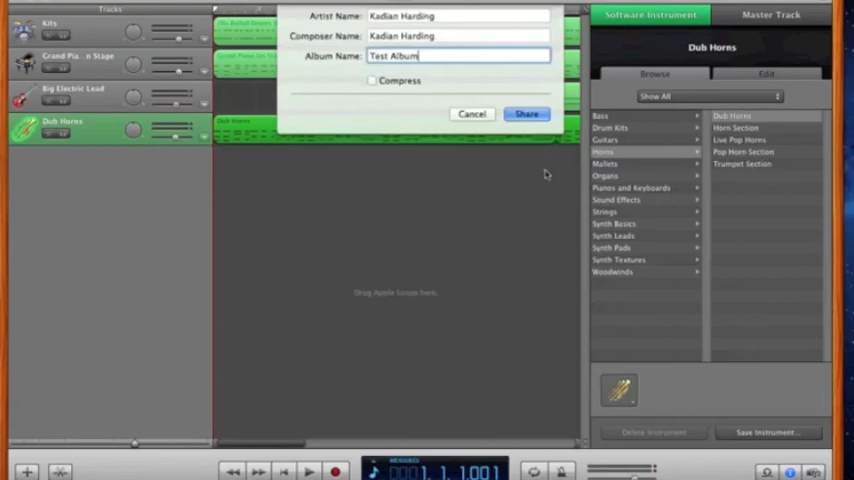 Tracks
Kits
Grand Pia...n Stage
Big Electric Lead
Dub Horns
Artist Name: Kadian Harding
Composer Name: Kadian Harding
Album Name: Test Album
Compress
Cancel
Share
Dub Horns
Drag Apple Loops here.
Software Instrument
Master Track
Dub Horns
Browse
Edit
Show All
Bass
Drum Kits
Guitars
Horns
Mallets
Organs
Pianos and Keyboards
Sound Effects
Strings
Synth Basics
Synth Leads
Synth Pads
Synth Textures
Woodwinds
Dub Horns
Horn Section
Live Pop Horns
Pop Horn Section
Trumpet Section
Delete Instrument
Save Instrument...
MEASURES
001. 1. 1.001